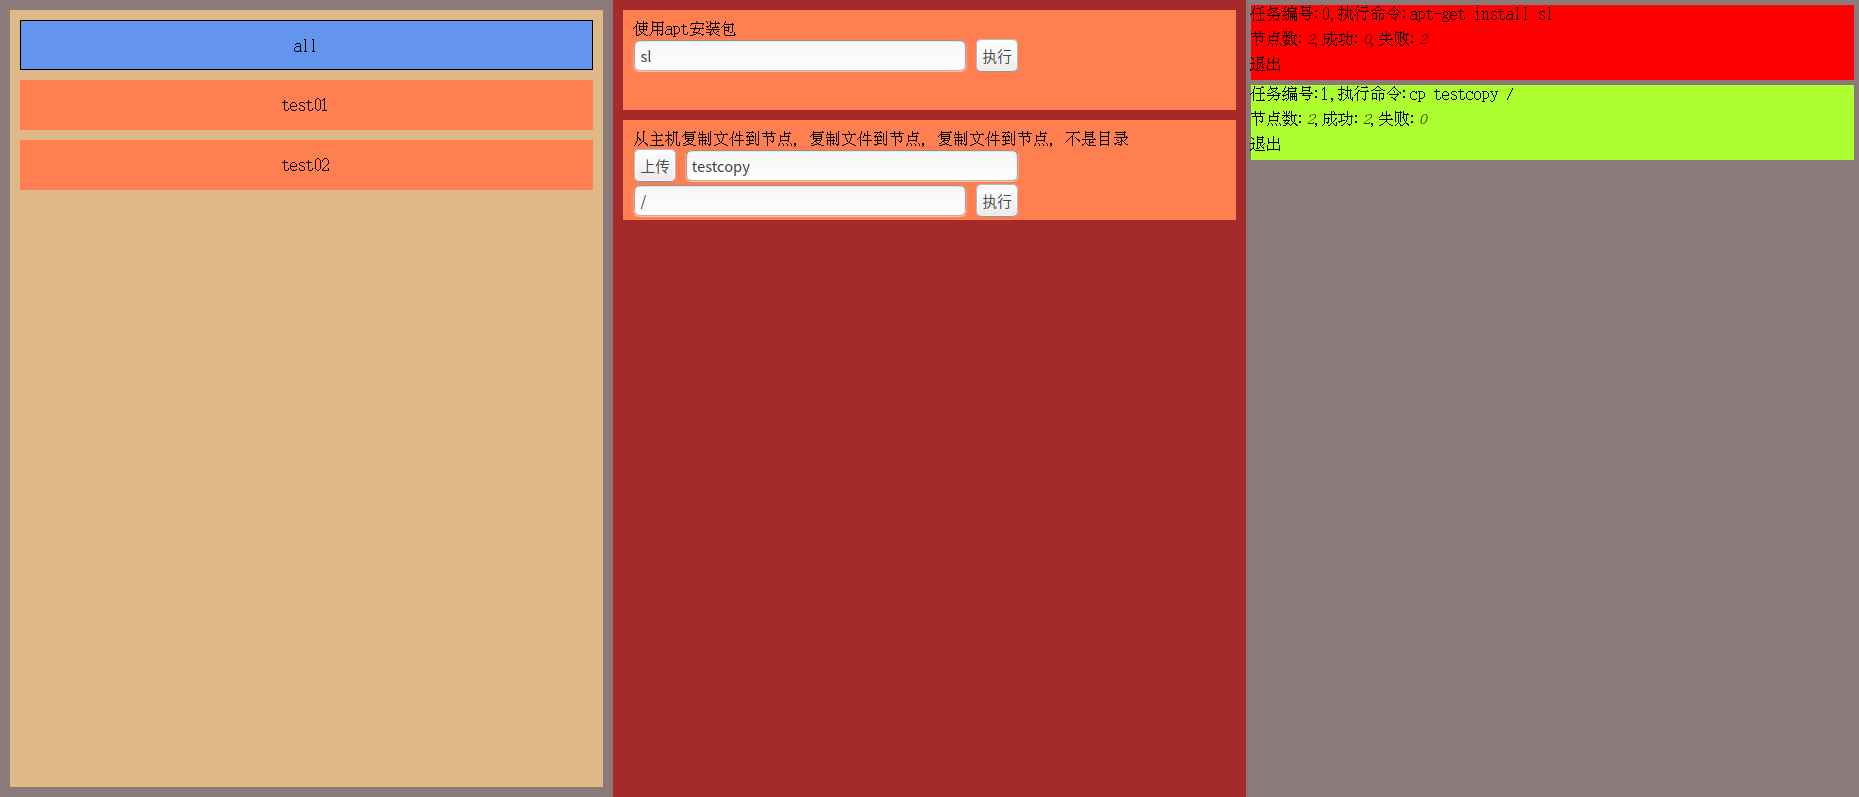 all
test01
test02
使用apt安装包
sl 执行
从主机复制文件到节点, 复制文件到节点, 复制文件到节点, 不是目录
上传 testcopy
/ 执行
任务编号:0,执行命令:apt-get install sl
节点数: 2,成功: 0,失败: 2
退出
任务编号:1,执行命令:cp testcopy /
节点数: 2,成功: 2,失败: 0
退出